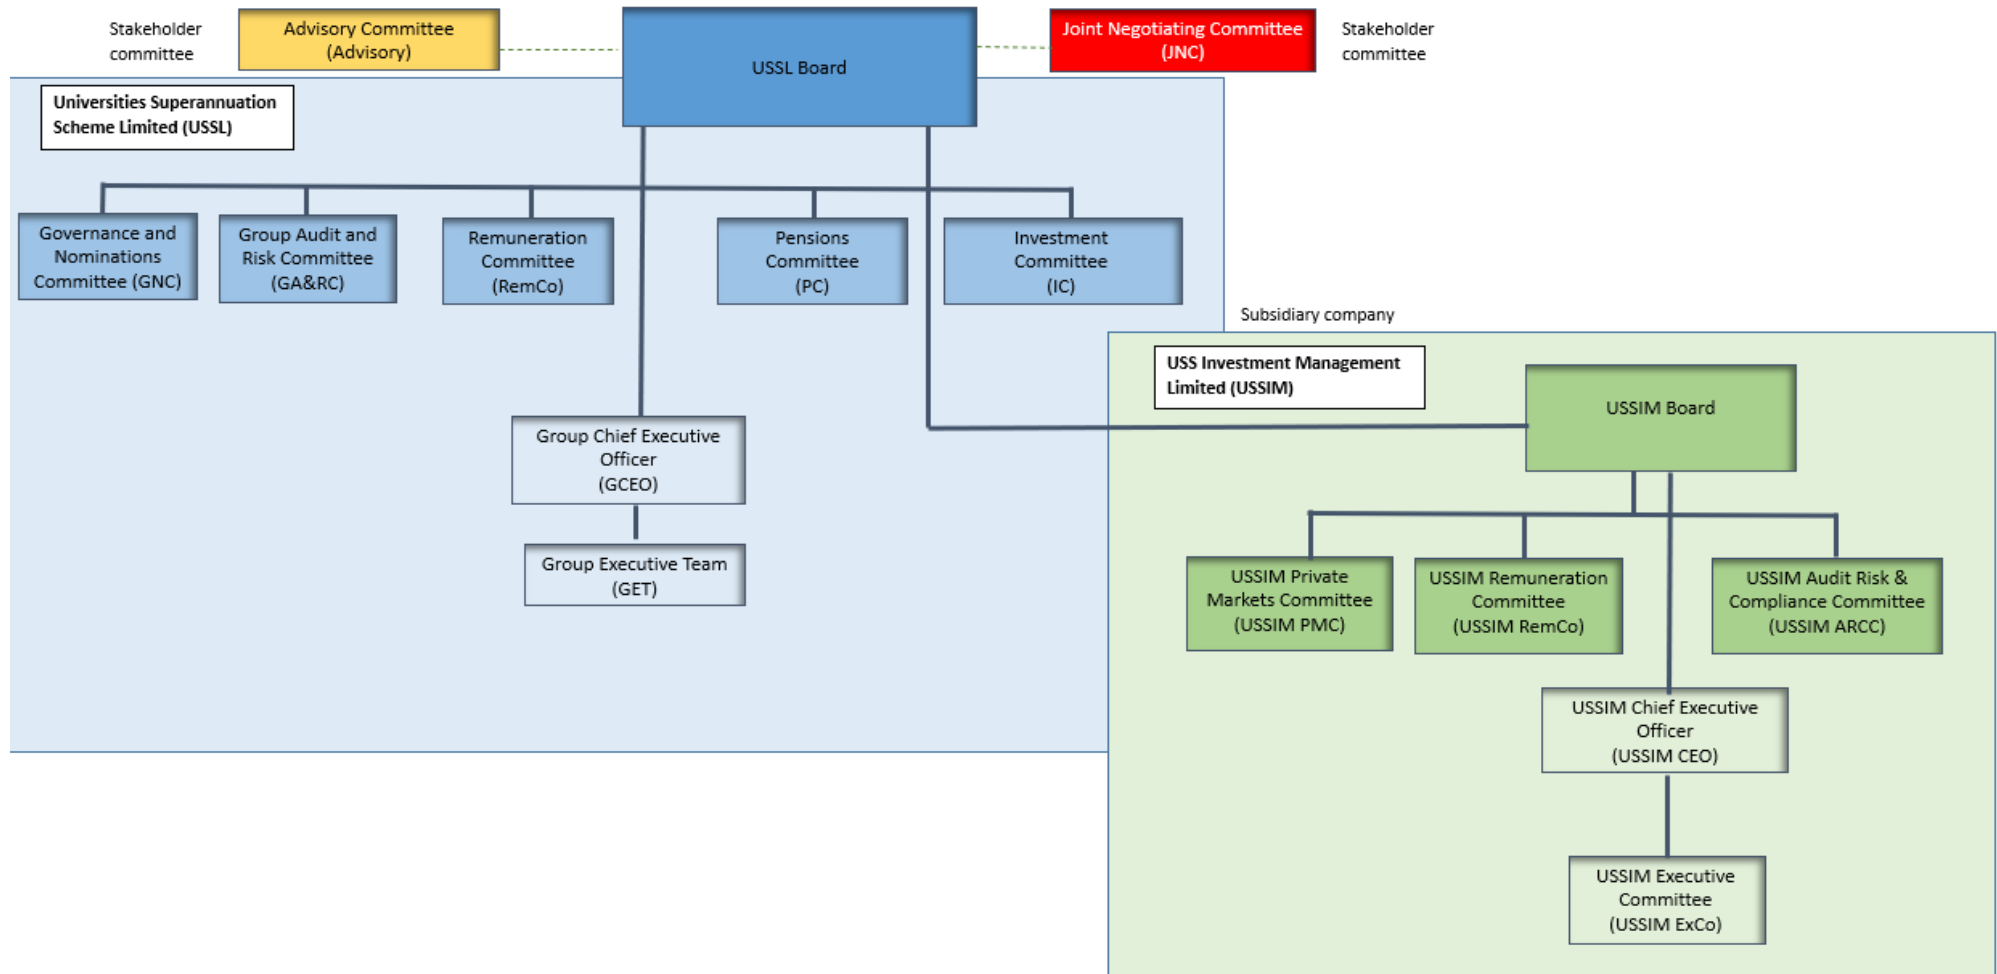 Stakeholder
committee
Advisory Committee
(Advisory)
USSL Board
Joint Negotiating Committee
(JNC)
Stakeholder
committee
Universities Superannuation
Scheme Limited (USSL)
Governance and
Nominations
Committee (GNC)
Group Audit and
Risk Committee
(GA&RC)
Remuneration
Committee
(RemCo)
Pensions
Committee
(PC)
Investment
Committee
(IC)
Subsidiary company
USS Investment Management
Limited (USSIM)
USSIM Board
Group Chief Executive
Officer
(GCEO)
Group Executive Team
(GET)
USSIM Private
Markets Committee
(USSIM PMC)
USSIM Remuneration
Committee
(USSIM RemCo)
USSIM Audit Risk &
Compliance Committee
(USSIM ARCC)
USSIM Chief Executive
Officer
(USSIM CEO)
USSIM Executive
Committee
(USSIM ExCo)